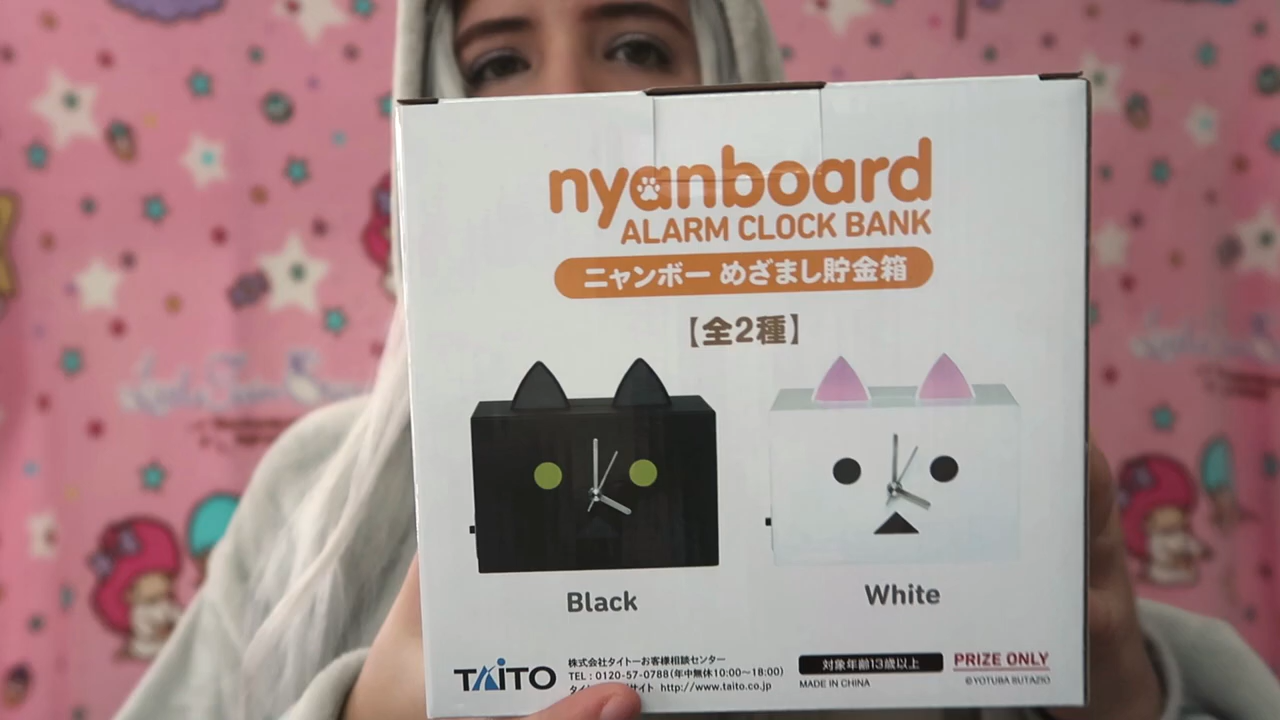 nyanboard
ALARM CLOCK BANK
ニャンボー めざまし貯金箱
【全2種】
Black
White
TAITO
株式会社タイトーお客様相談センター
TEL : 0120-57-0788(年中無休10:00〜18:00)
サイト http://www.taito.co.jp
対象年齢13歳以上
MADE IN CHINA
PRIZE ONLY
©YOTUBA SUTAZIO